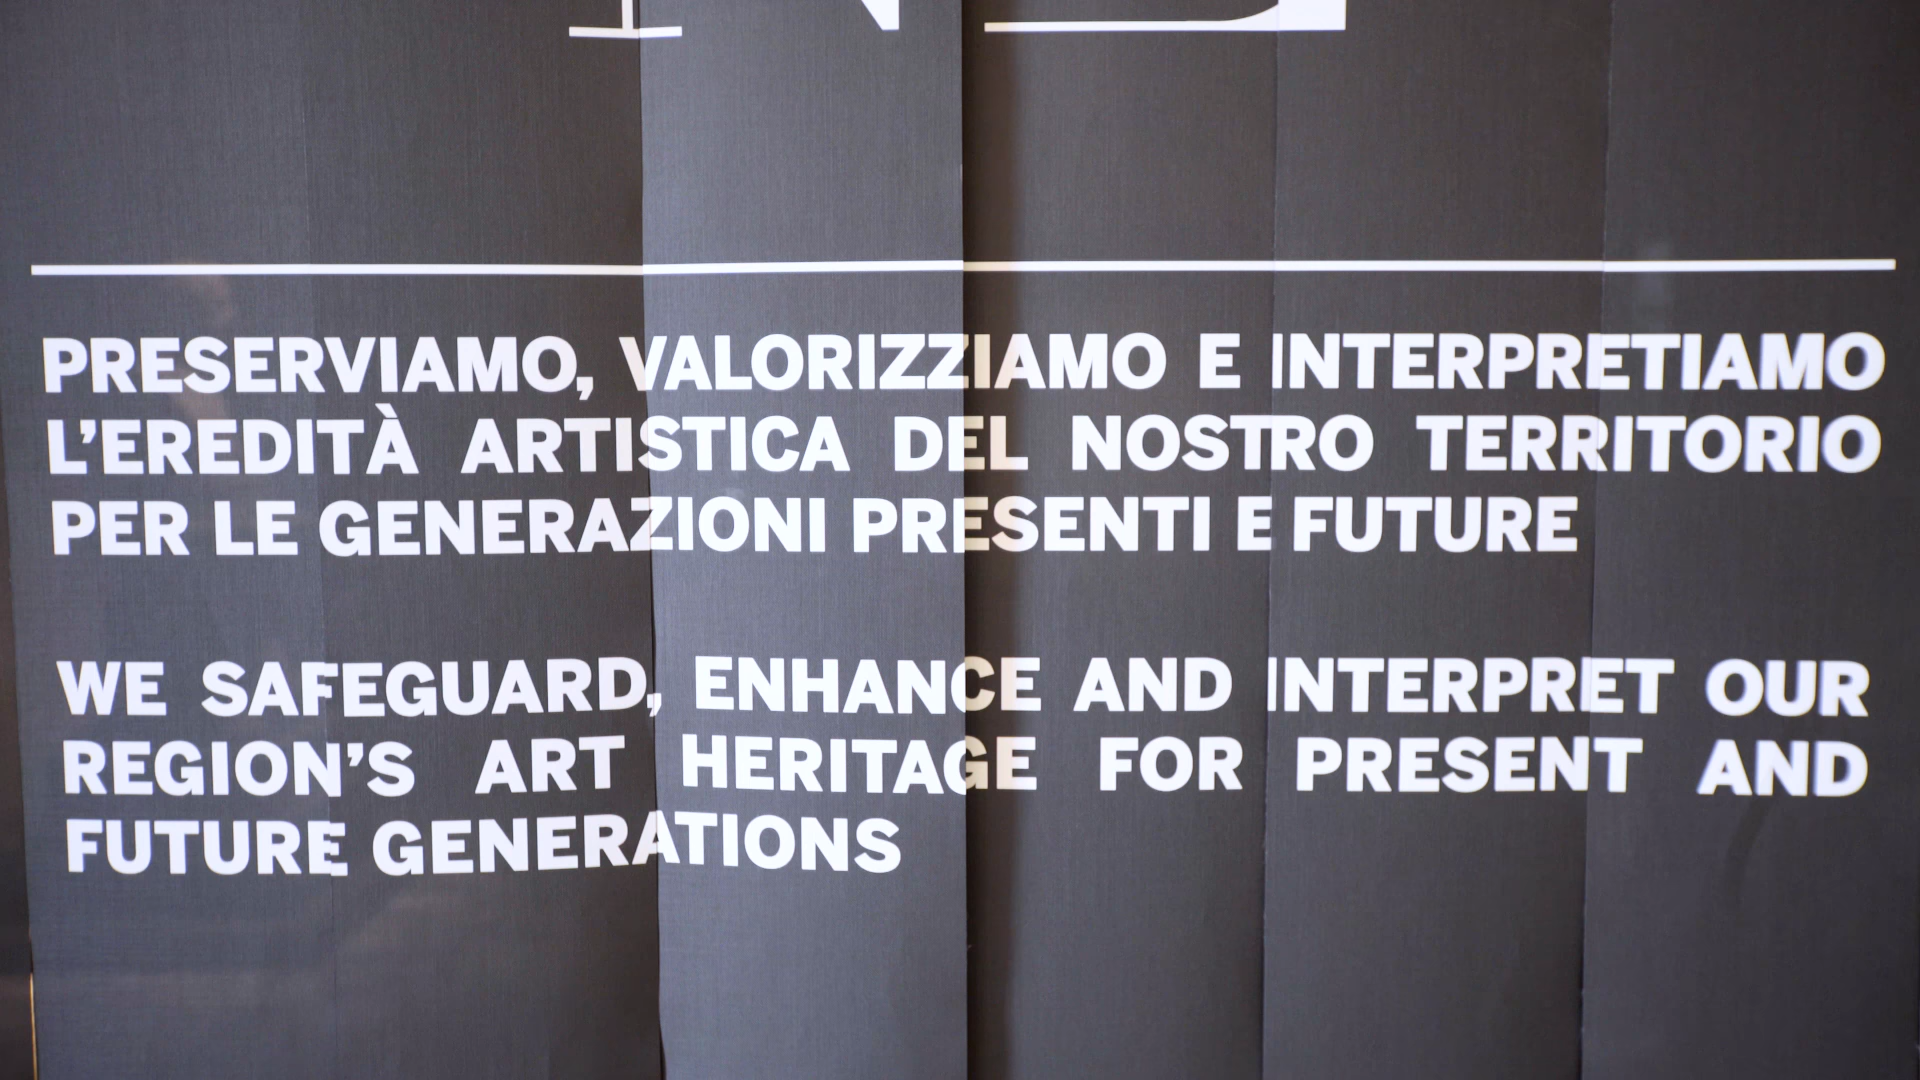 PRESERVIAMO, VALORIZZIAMO E INTERPRETIAMO
L'EREDITÀ ARTISTICA DEL NOSTRO TERRITORIO
PER LE GENERAZIONI PRESENTI E FUTURE
WE SAFEGUARD, ENHANCE AND INTERPRET OUR
REGION'S ART HERITAGE FOR PRESENT AND
FUTURE GENERATIONS